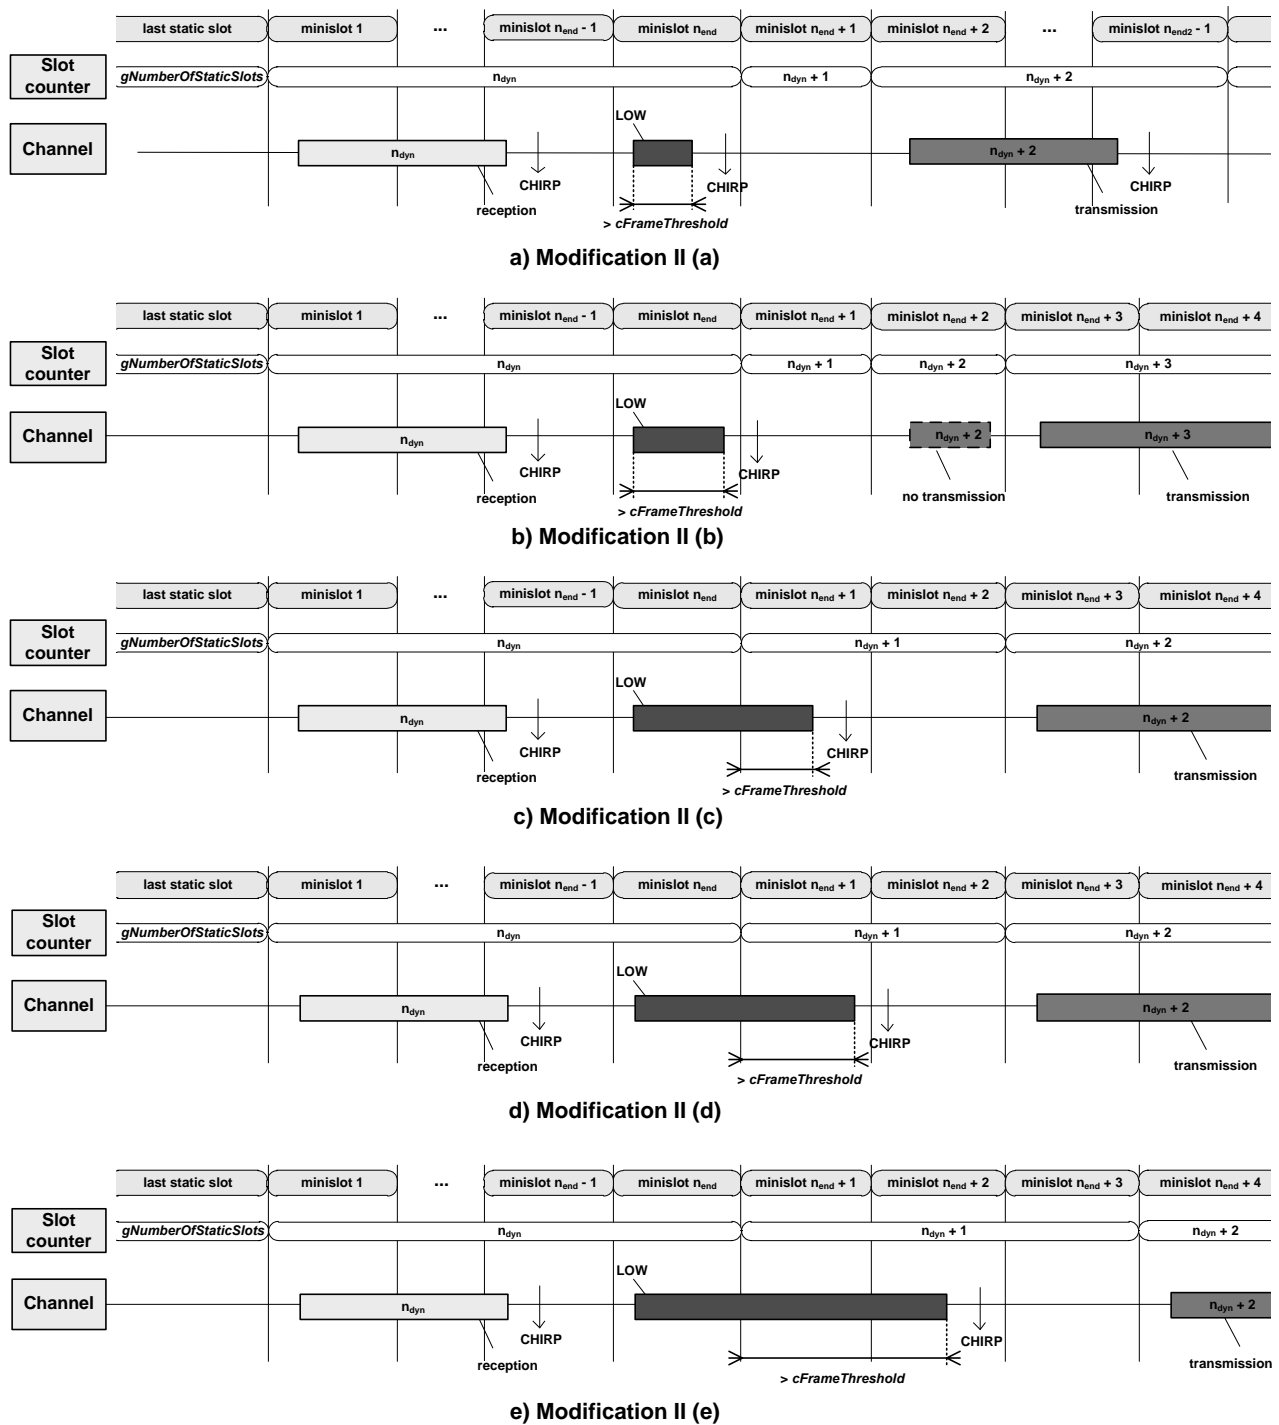 last static slot minislot 1 ... minislot nend - 1 minislot nend minislot nend + 1 minislot nend + 2 ... minislot nend2 - 1
Slot
counter
gNumberOfStaticSlots ndyn ndyn + 1 ndyn + 2
LOW
Channel
ndyn ndyn + 2
CHIRP CHIRP CHIRP
reception transmission
> cFrameThreshold
a) Modification II (a)
last static slot minislot 1 ... minislot nend - 1 minislot nend minislot nend + 1 minislot nend + 2 minislot nend + 3 minislot nend + 4
Slot
counter
gNumberOfStaticSlots ndyn ndyn + 1 ndyn + 2 ndyn + 3
LOW
Channel
ndyn ndyn + 2 ndyn + 3
CHIRP CHIRP
reception no transmission transmission
> cFrameThreshold
b) Modification II (b)
last static slot minislot 1 ... minislot nend - 1 minislot nend minislot nend + 1 minislot nend + 2 minislot nend + 3 minislot nend + 4
Slot
counter
gNumberOfStaticSlots ndyn ndyn + 1 ndyn + 2
LOW
Channel
ndyn ndyn + 2
CHIRP CHIRP
reception transmission
> cFrameThreshold
c) Modification II (c)
last static slot minislot 1 ... minislot nend - 1 minislot nend minislot nend + 1 minislot nend + 2 minislot nend + 3 minislot nend + 4
Slot
counter
gNumberOfStaticSlots ndyn ndyn + 1 ndyn + 2
LOW
Channel
ndyn ndyn + 2
CHIRP CHIRP
reception transmission
> cFrameThreshold
d) Modification II (d)
last static slot minislot 1 ... minislot nend - 1 minislot nend minislot nend + 1 minislot nend + 2 minislot nend + 3 minislot nend + 4
Slot
counter
gNumberOfStaticSlots ndyn ndyn + 1 ndyn + 2
LOW
Channel
ndyn ndyn + 2
CHIRP CHIRP
reception transmission
> cFrameThreshold
e) Modification II (e)